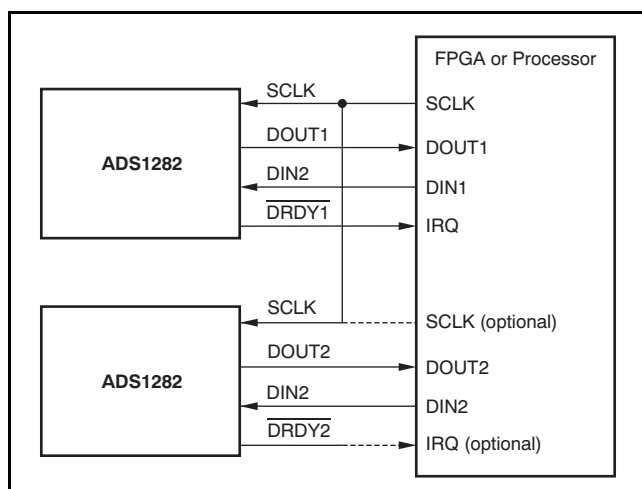 FPGA or Processor
SCLK
SCLK
ADS1282
DOUT1
DOUT1
DIN2
DIN1
DRDY1
IRQ
SCLK
SCLK (optional)
ADS1282
DOUT2
DOUT2
DIN2
DIN2
DRDY2
IRQ (optional)